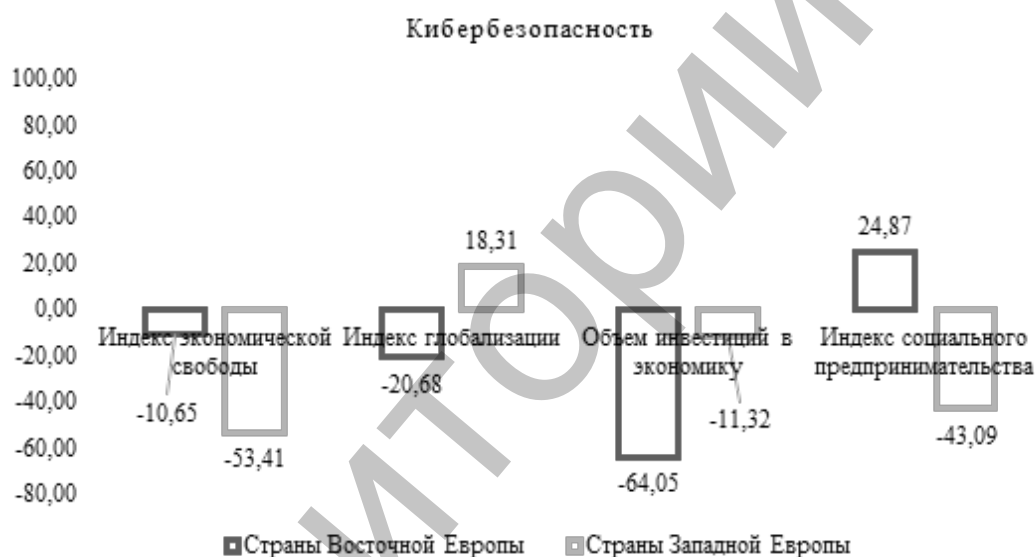 Кибербезопасность
100,00
80,00
60,00
40,00
20,00
0,00
-20,00
-40,00
-60,00
-80,00
24,87
18,31
Индекс экономической
свободы
Индекс глобализации
Объем инвестиций в
экономику
Индекс социального
предпринимательства
-10,65
-53,41
-20,68
-64,05
-11,32
-43,09
Страны Восточной Европы
Страны Западной Европы